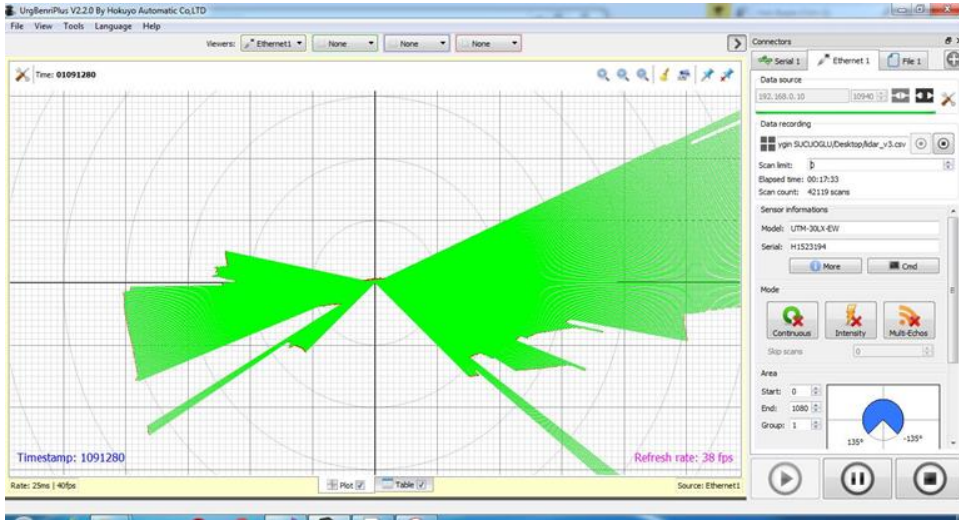 UrgBenriPlus V2.2.0 By Hokuyo Automatic Co,LTD
File View Tools Language Help
Viewers: Ethernet1 None None None
Time: 01091280
Timestamp: 1091280
Refresh rate: 38 fps
Rate: 25ms | 40fps
Plot
Table
Source: Ethernet1
Connectors
Serial 1 Ethernet 1 File 1
Data source
192.168.0.10 10940
Data recording
ygin SUCUOGLU/Desktop/lidar_v3.csv
Scan limit: 0
Elapsed time: 00:17:33
Scan count: 42119 scans
Sensor informations
Model: UTM-30LX-EW
Serial: H1523194
More Cmd
Mode
Continuous Intensity Multi-Echos
Skip scans 0
Area
Start: 0
End: 1080
Group: 1
135° -135°